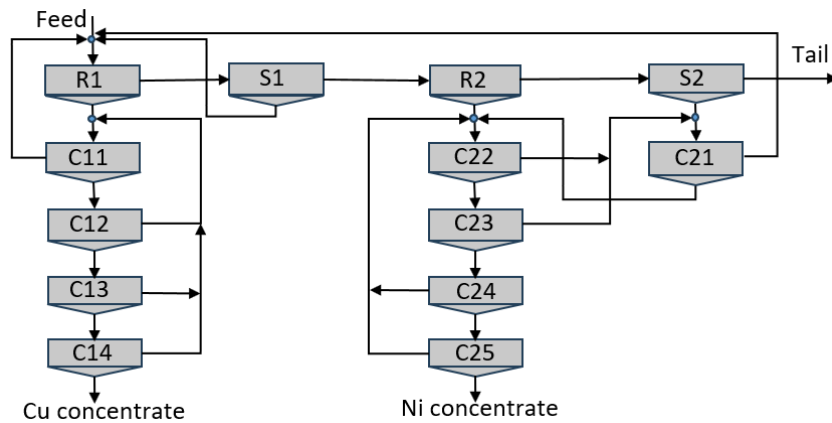 Feed
Tail
R1
S1
R2
S2
C11
C22
C21
C12
C23
C13
C24
C14
C25
Cu concentrate
Ni concentrate